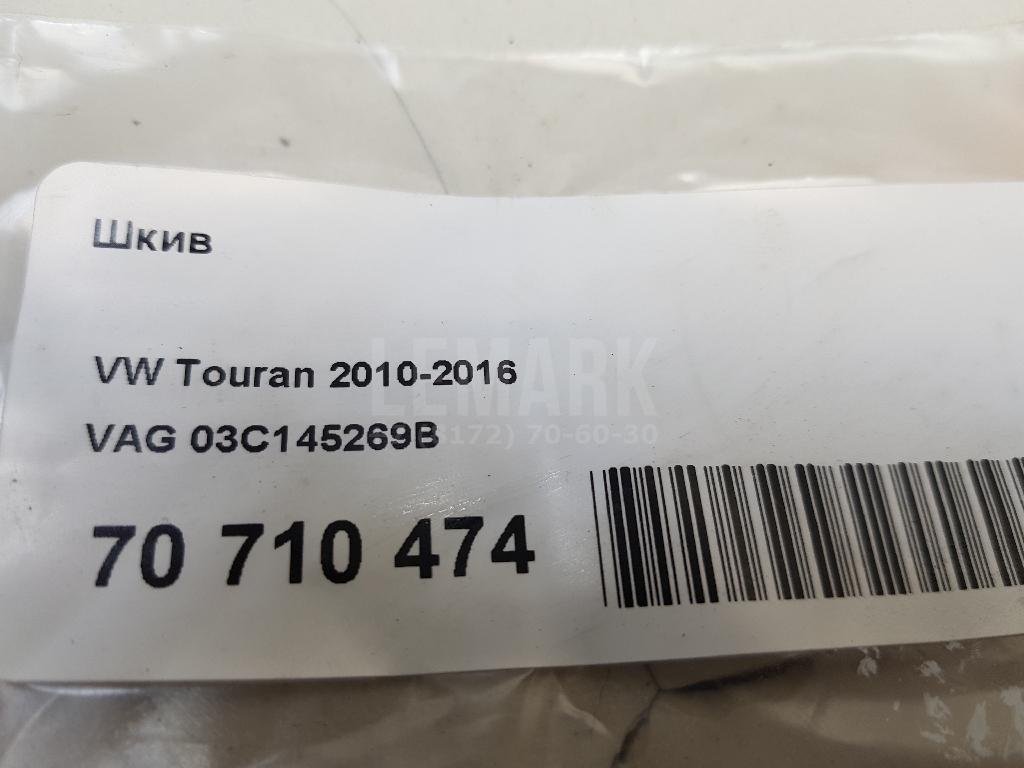 Шкив
VW Touran 2010-2016
LEMARK
VAG 03C145269B
172) 70-60-30
70 710 474